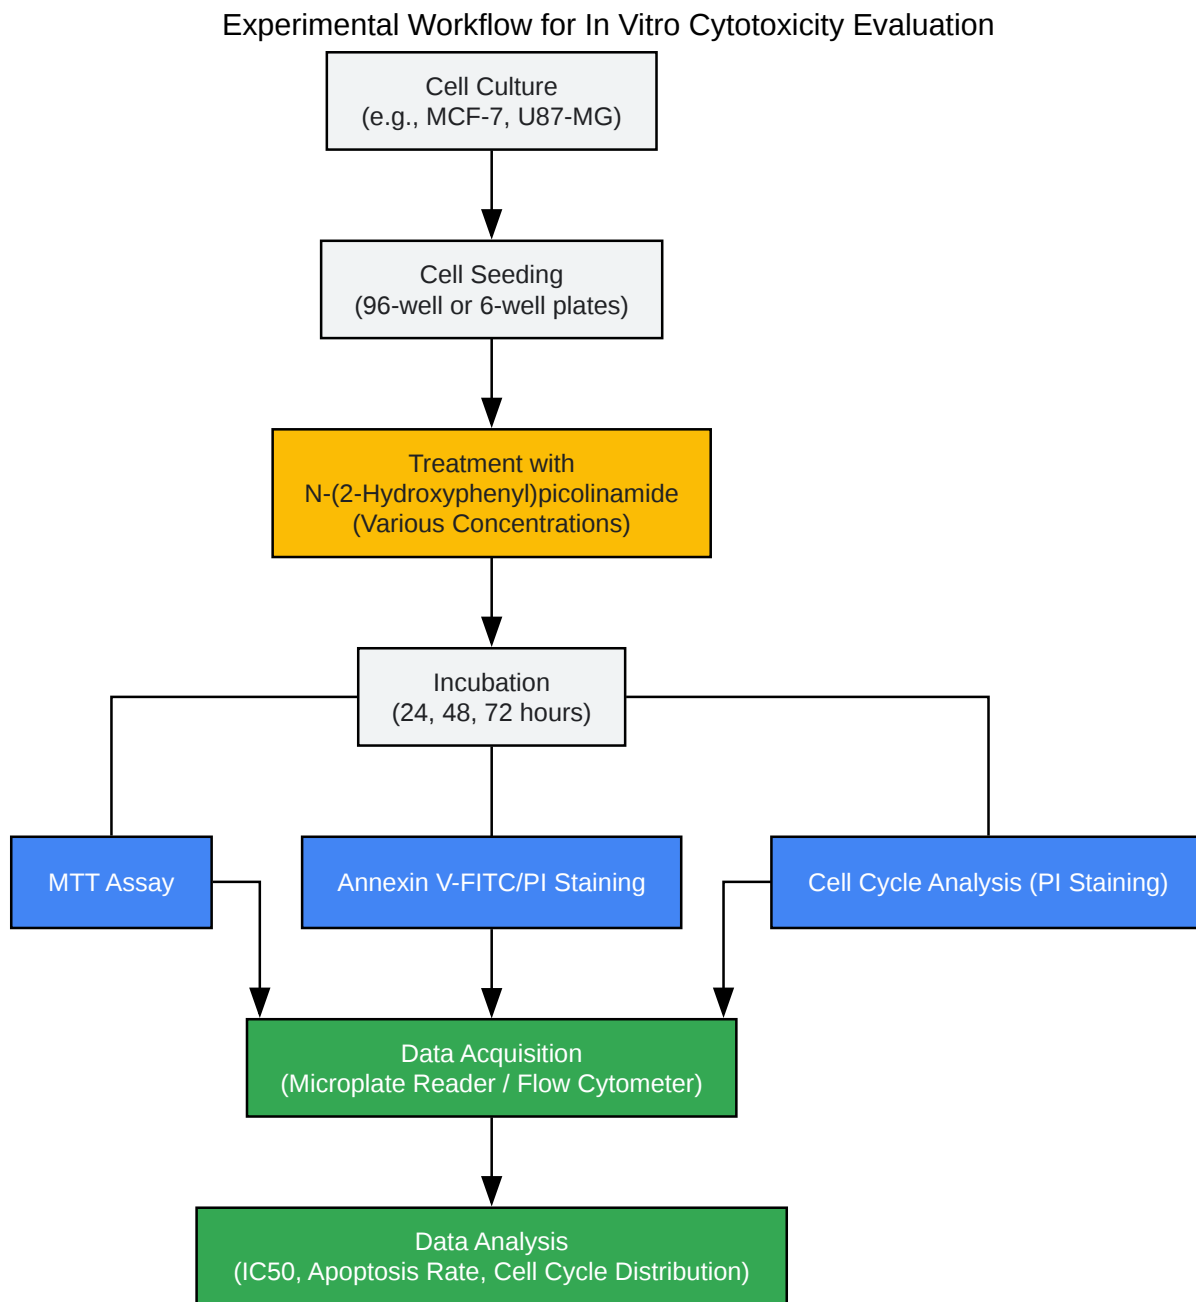 Experimental Workflow for In Vitro Cytotoxicity Evaluation
Cell Culture
(e.g., MCF-7, U87-MG)
Cell Seeding
(96-well or 6-well plates)
Treatment with
N-(2-Hydroxyphenyl)picolinamide
(Various Concentrations)
Incubation
(24, 48, 72 hours)
MTT Assay
Annexin V-FITC/PI Staining
Cell Cycle Analysis (PI Staining)
Data Acquisition
(Microplate Reader / Flow Cytometer)
Data Analysis
(IC50, Apoptosis Rate, Cell Cycle Distribution)